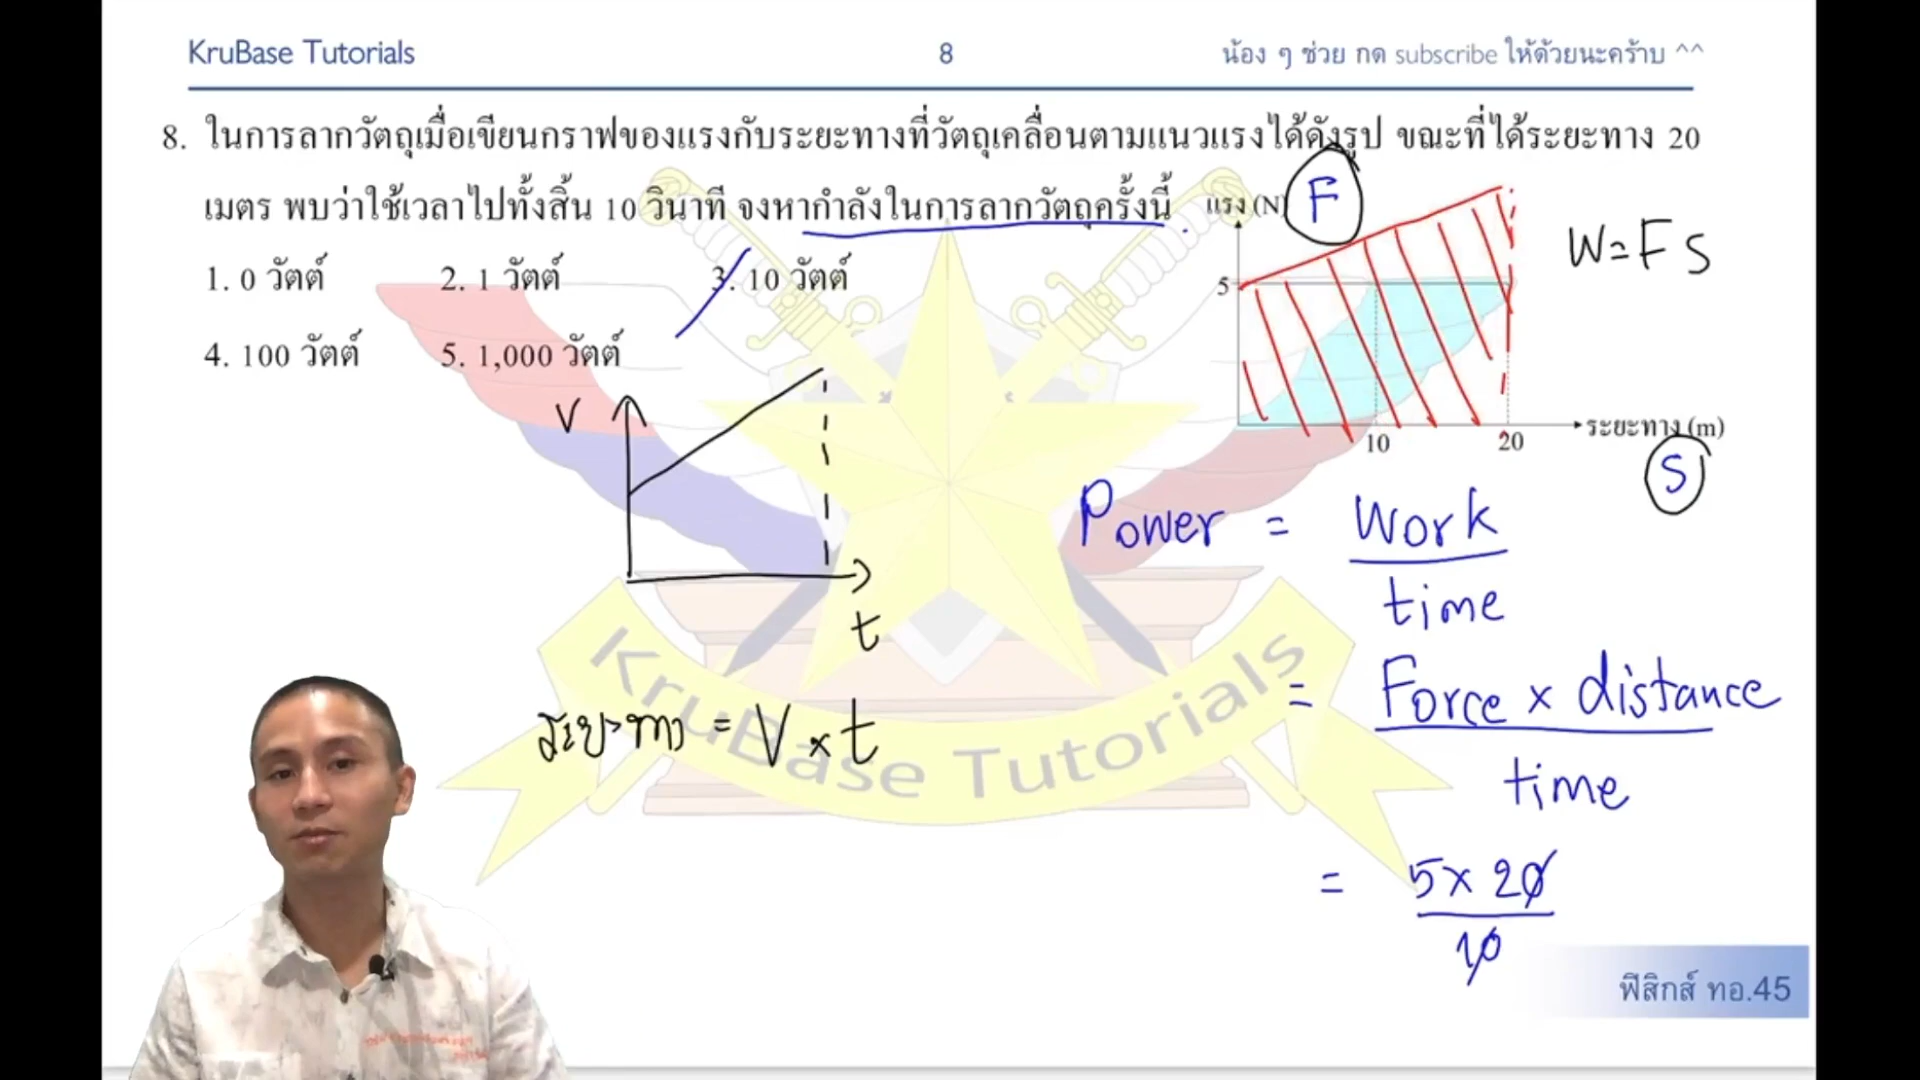 KruBase Tutorials
8
น้อง ๆ ช่วย กด subscribe ให้ด้วยนะคร้าบ ^^
8. ในการลากวัตถุเมื่อเขียนกราฟของแรงกับระยะทางที่วัตถุเคลื่อนตามแนวแรงได้ดังรูป ขณะที่ได้ระยะทาง 20
เมตร พบว่าใช้เวลาไปทั้งสิ้น 10 วินาที จงหากำลังในการลากวัตถุครั้งนี้
1. 0 วัตต์ 2. 1 วัตต์ 3. 10 วัตต์
4. 100 วัตต์ 5. 1,000 วัตต์
แรง (N)
F
5
10
20
ระยะทาง (m)
S
W=FS
V
t
ระยะทาง = V×t
Power = Work
time
= Force × distance
time
= 5×20
10
KruBase Tutorials
ฟิสิกส์ ทอ.45